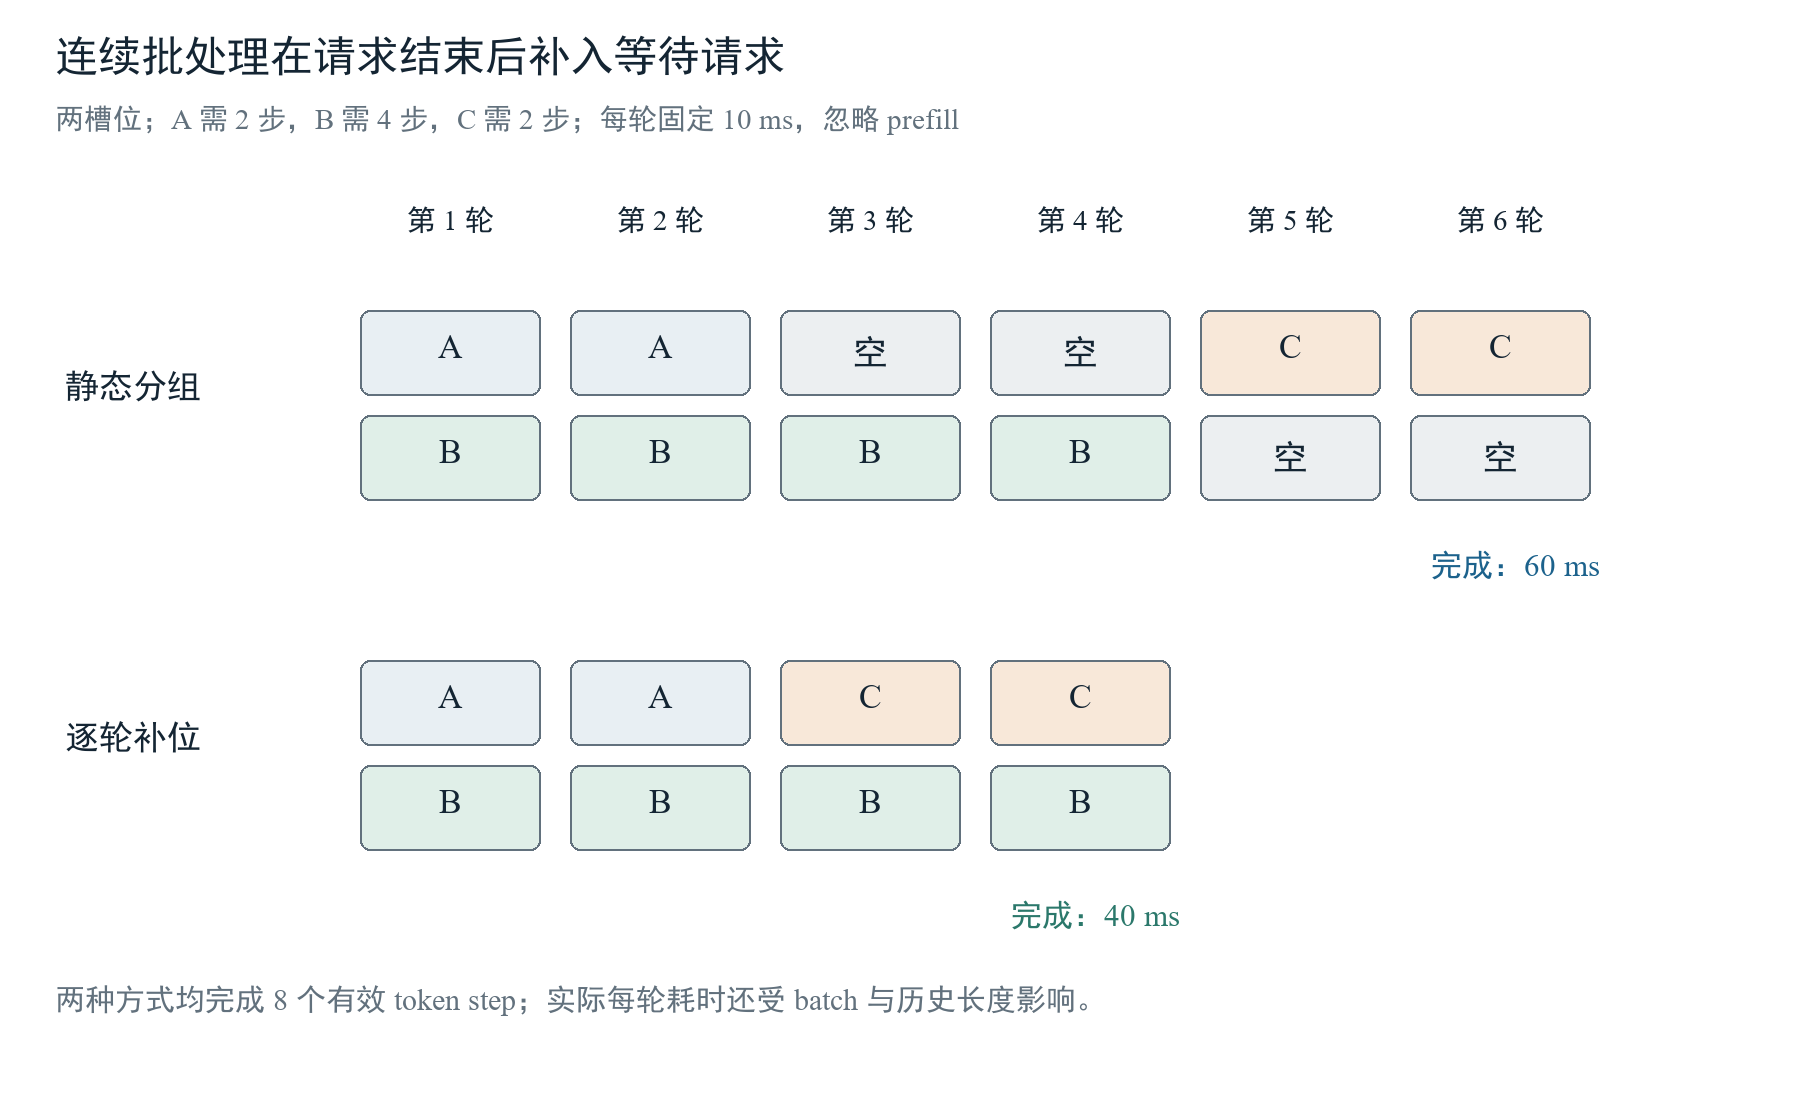 连续批处理在请求结束后补入等待请求
两槽位；A 需 2 步，B 需 4 步，C 需 2 步；每轮固定 10 ms，忽略 prefill
第 1 轮 第 2 轮 第 3 轮 第 4 轮 第 5 轮 第 6 轮
A A 空 空 C C
静态分组
B B B B 空 空
完成：60 ms
A A C C
逐轮补位
B B B B
完成：40 ms
两种方式均完成 8 个有效 token step；实际每轮耗时还受 batch 与历史长度影响。